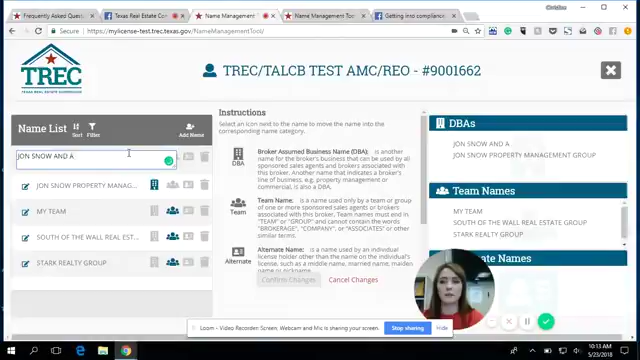 Christina
Frequently Asked Quest
Texas Real Estate Com
Name Management Tool
Name Management Tool
Getting into compliance
Secure
https://mylicense-test.trec.texas.gov/NameManagementTool/
TREC
TEXAS REAL ESTATE COMMISSION
TREC/TALCB TEST AMC/REO - #9001662
Name List
Sort
Filter
Add Name
JON SNOW AND A
JON SNOW PROPERTY MANAG...
MY TEAM
SOUTH OF THE WALL REAL EST...
STARK REALTY GROUP
Instructions
Select an icon next to the name to move the name into the
corresponding name category.
DBA
Broker Assumed Business Name (DBA): is another
name for the broker's business that can be used by all
sponsored sales agents and brokers associated with this
broker. Another name that indicates a broker's line of
business, e.g. property management or
commercial, is also a DBA.
Team
Team Name: is a name used only by a team or group
of one or more sponsored sales agents or brokers
associated with this broker. Team names must end in
"TEAM" or "GROUP" and cannot contain the words
"BROKERAGE", "COMPANY", or "ASSOCIATES" or other
similar terms.
Alternate
Alternate Name: is a name used by an individual
license holder other than the name on the individual's
license, such as a middle name, married name, maiden
name or nickname.
Confirm Changes
Cancel Changes
DBAs
JON SNOW AND A
JON SNOW PROPERTY MANAGEMENT GROUP
Team Names
MY TEAM
SOUTH OF THE WALL REAL ESTATE GROUP
STARK REALTY GROUP
nate Names
Loom - Video Recorder: Screen, Webcam and Mic is sharing your screen.
Stop sharing
Hide
10:13 AM
5/23/2018